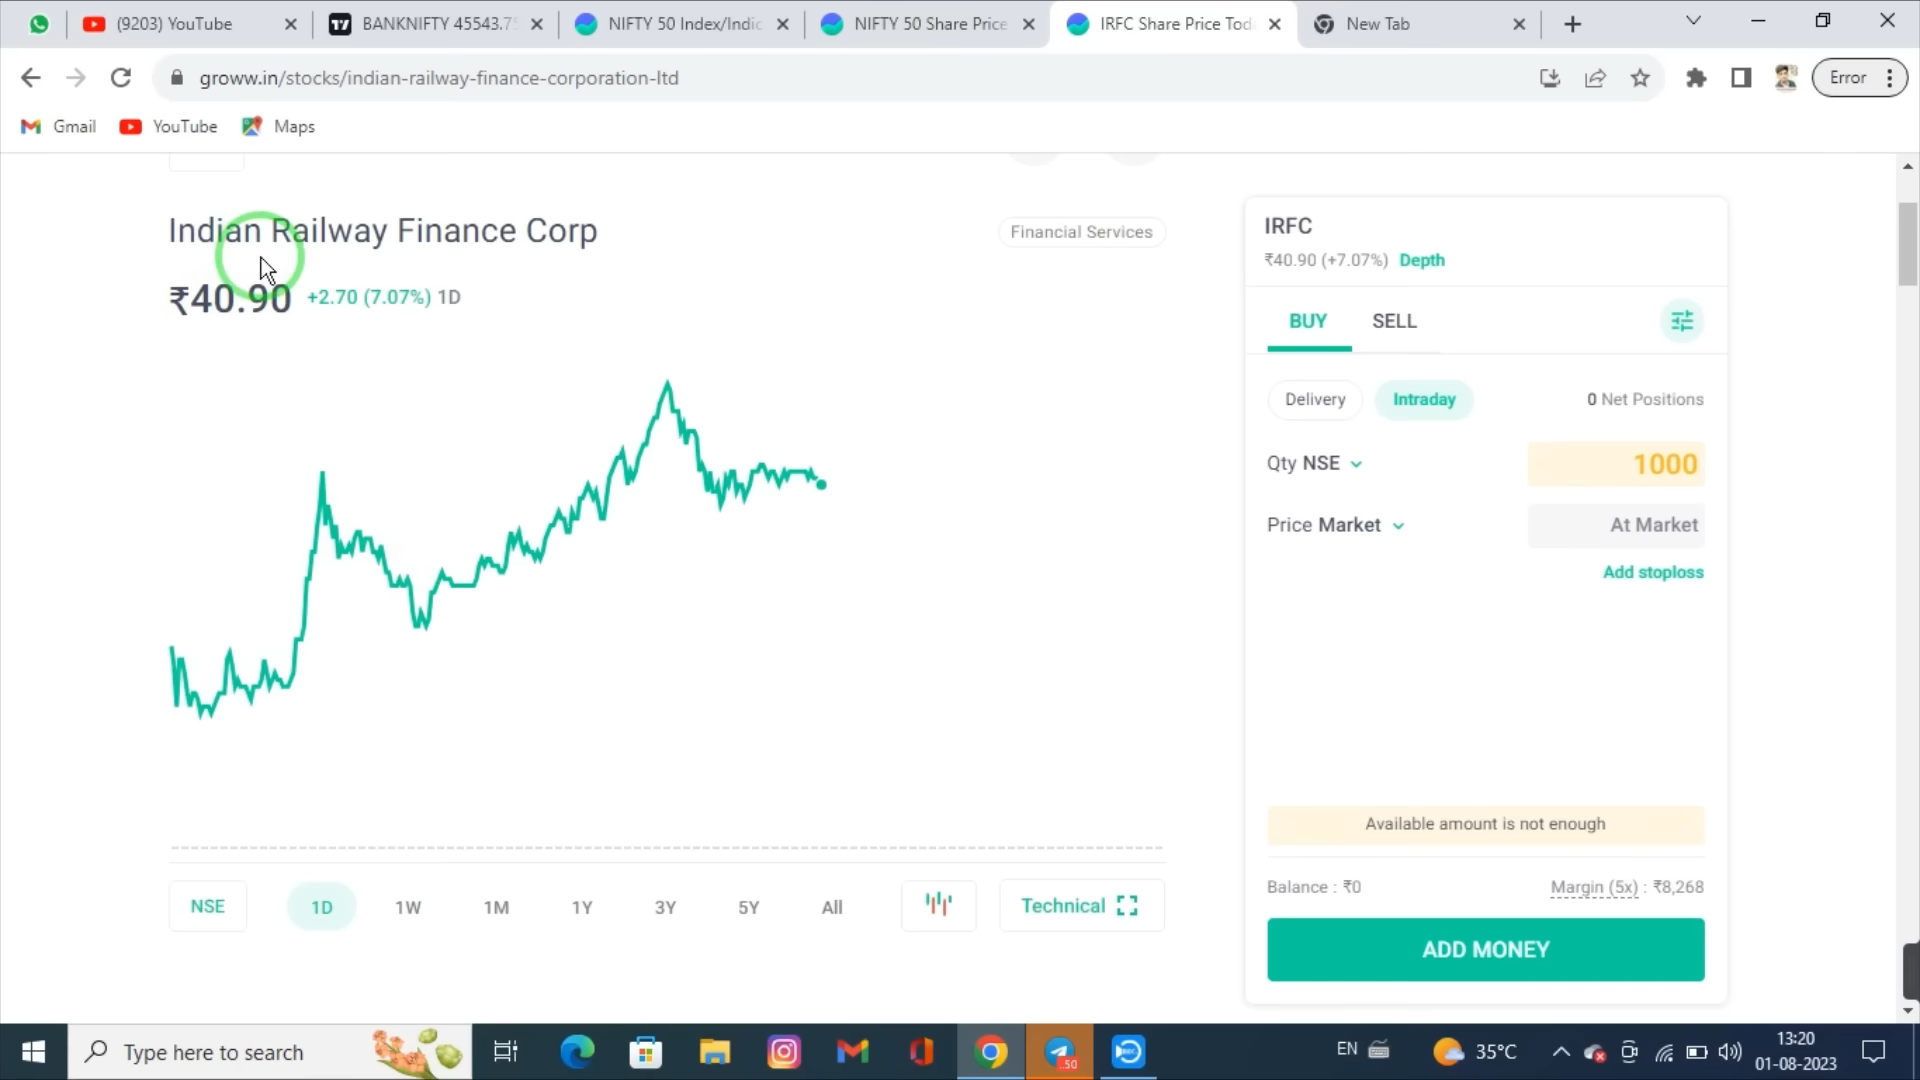 (9203) YouTube
BANKNIFTY 45543.7
NIFTY 50 Index/Indic
NIFTY 50 Share Price
IRFC Share Price Tod
New Tab
groww.in/stocks/indian-railway-finance-corporation-ltd
Error
Gmail
YouTube
Maps
Indian Railway Finance Corp
Financial Services
₹40.90 +2.70 (7.07%) 1D
IRFC
₹40.90 (+7.07%) Depth
BUY SELL
Delivery Intraday 0 Net Positions
Qty NSE 1000
Price Market At Market
Add stoploss
Available amount is not enough
Balance : ₹0 Margin (5x) : ₹8,268
ADD MONEY
NSE 1D 1W 1M 1Y 3Y 5Y All Technical
Type here to search
REC
50
EN
35°C
13:20
01-08-2023